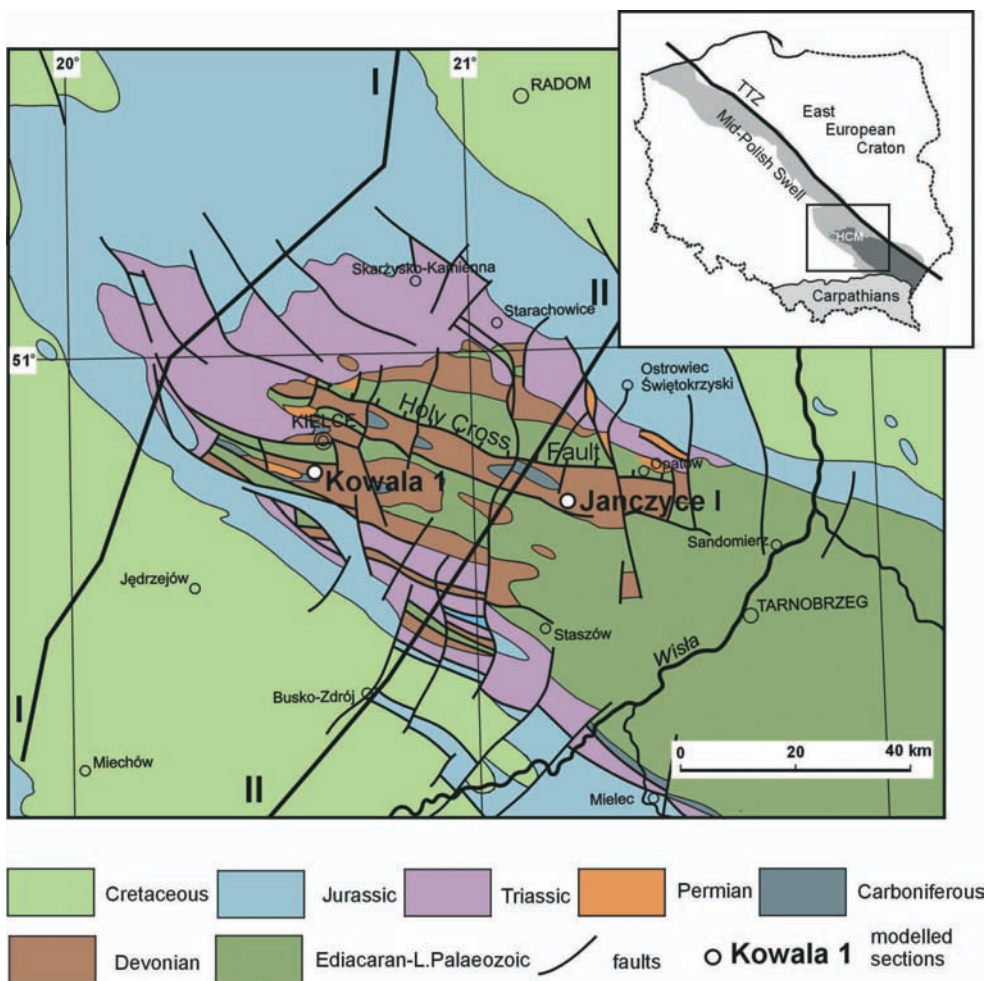 20°
I
21°
RADOM
TTZ
East
European
Craton
Mid-Polish Swell
HCM
Carpathians
Skarżysko-Kamienna
II
Starachowice
51°
Ostrowiec
Świętokrzyski
Holy Cross
Fault
KIELCE
Opatów
Kowala 1
Janczyce I
Sandomierz
Jędrzejów
TARNOBRZEG
Staszów
Wisła
Busko-Zdrój
I
0 20 40 km
Miechów
II
Mielec
Cretaceous
Jurassic
Triassic
Permian
Carboniferous
Devonian
Ediacaran-L.Palaeozoic
faults
Kowala 1
modelled
sections